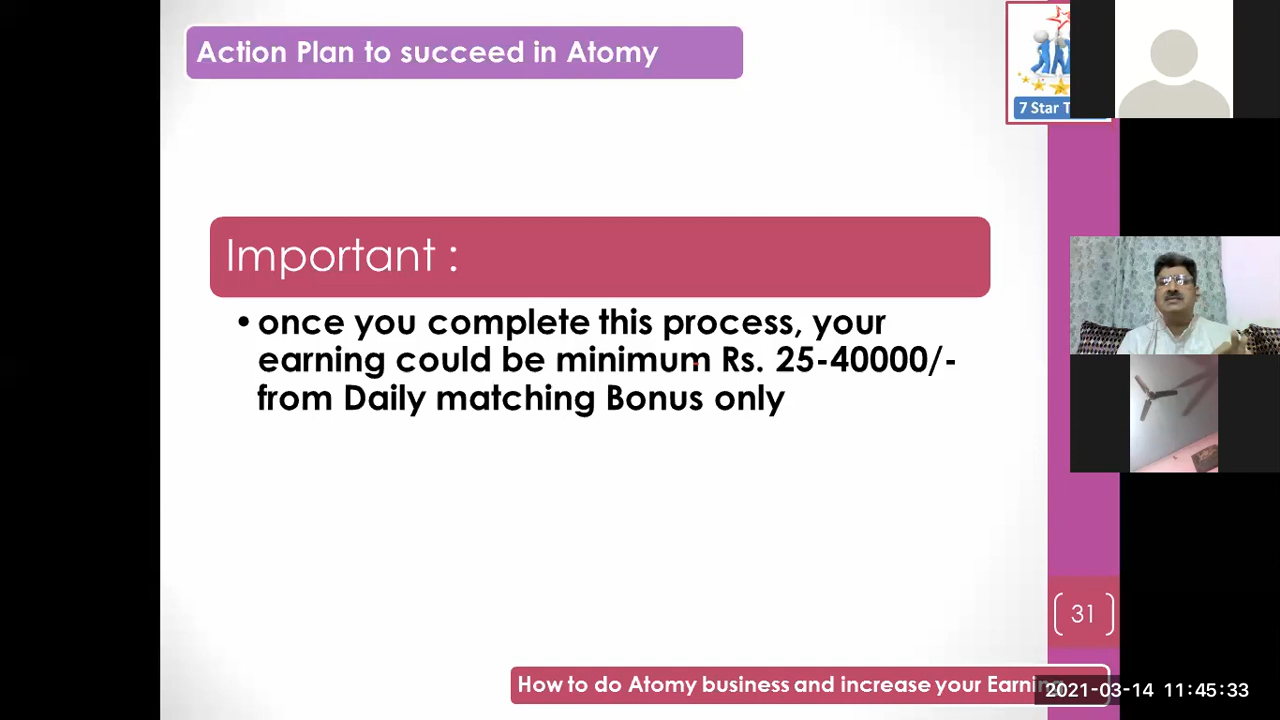 Action Plan to succeed in Atomy
7 Star
Important :
• once you complete this process, your
earning could be minimum Rs. 25-40000/-
from Daily matching Bonus only
31
How to do Atomy business and increase your
2021-03-14 11:45:33